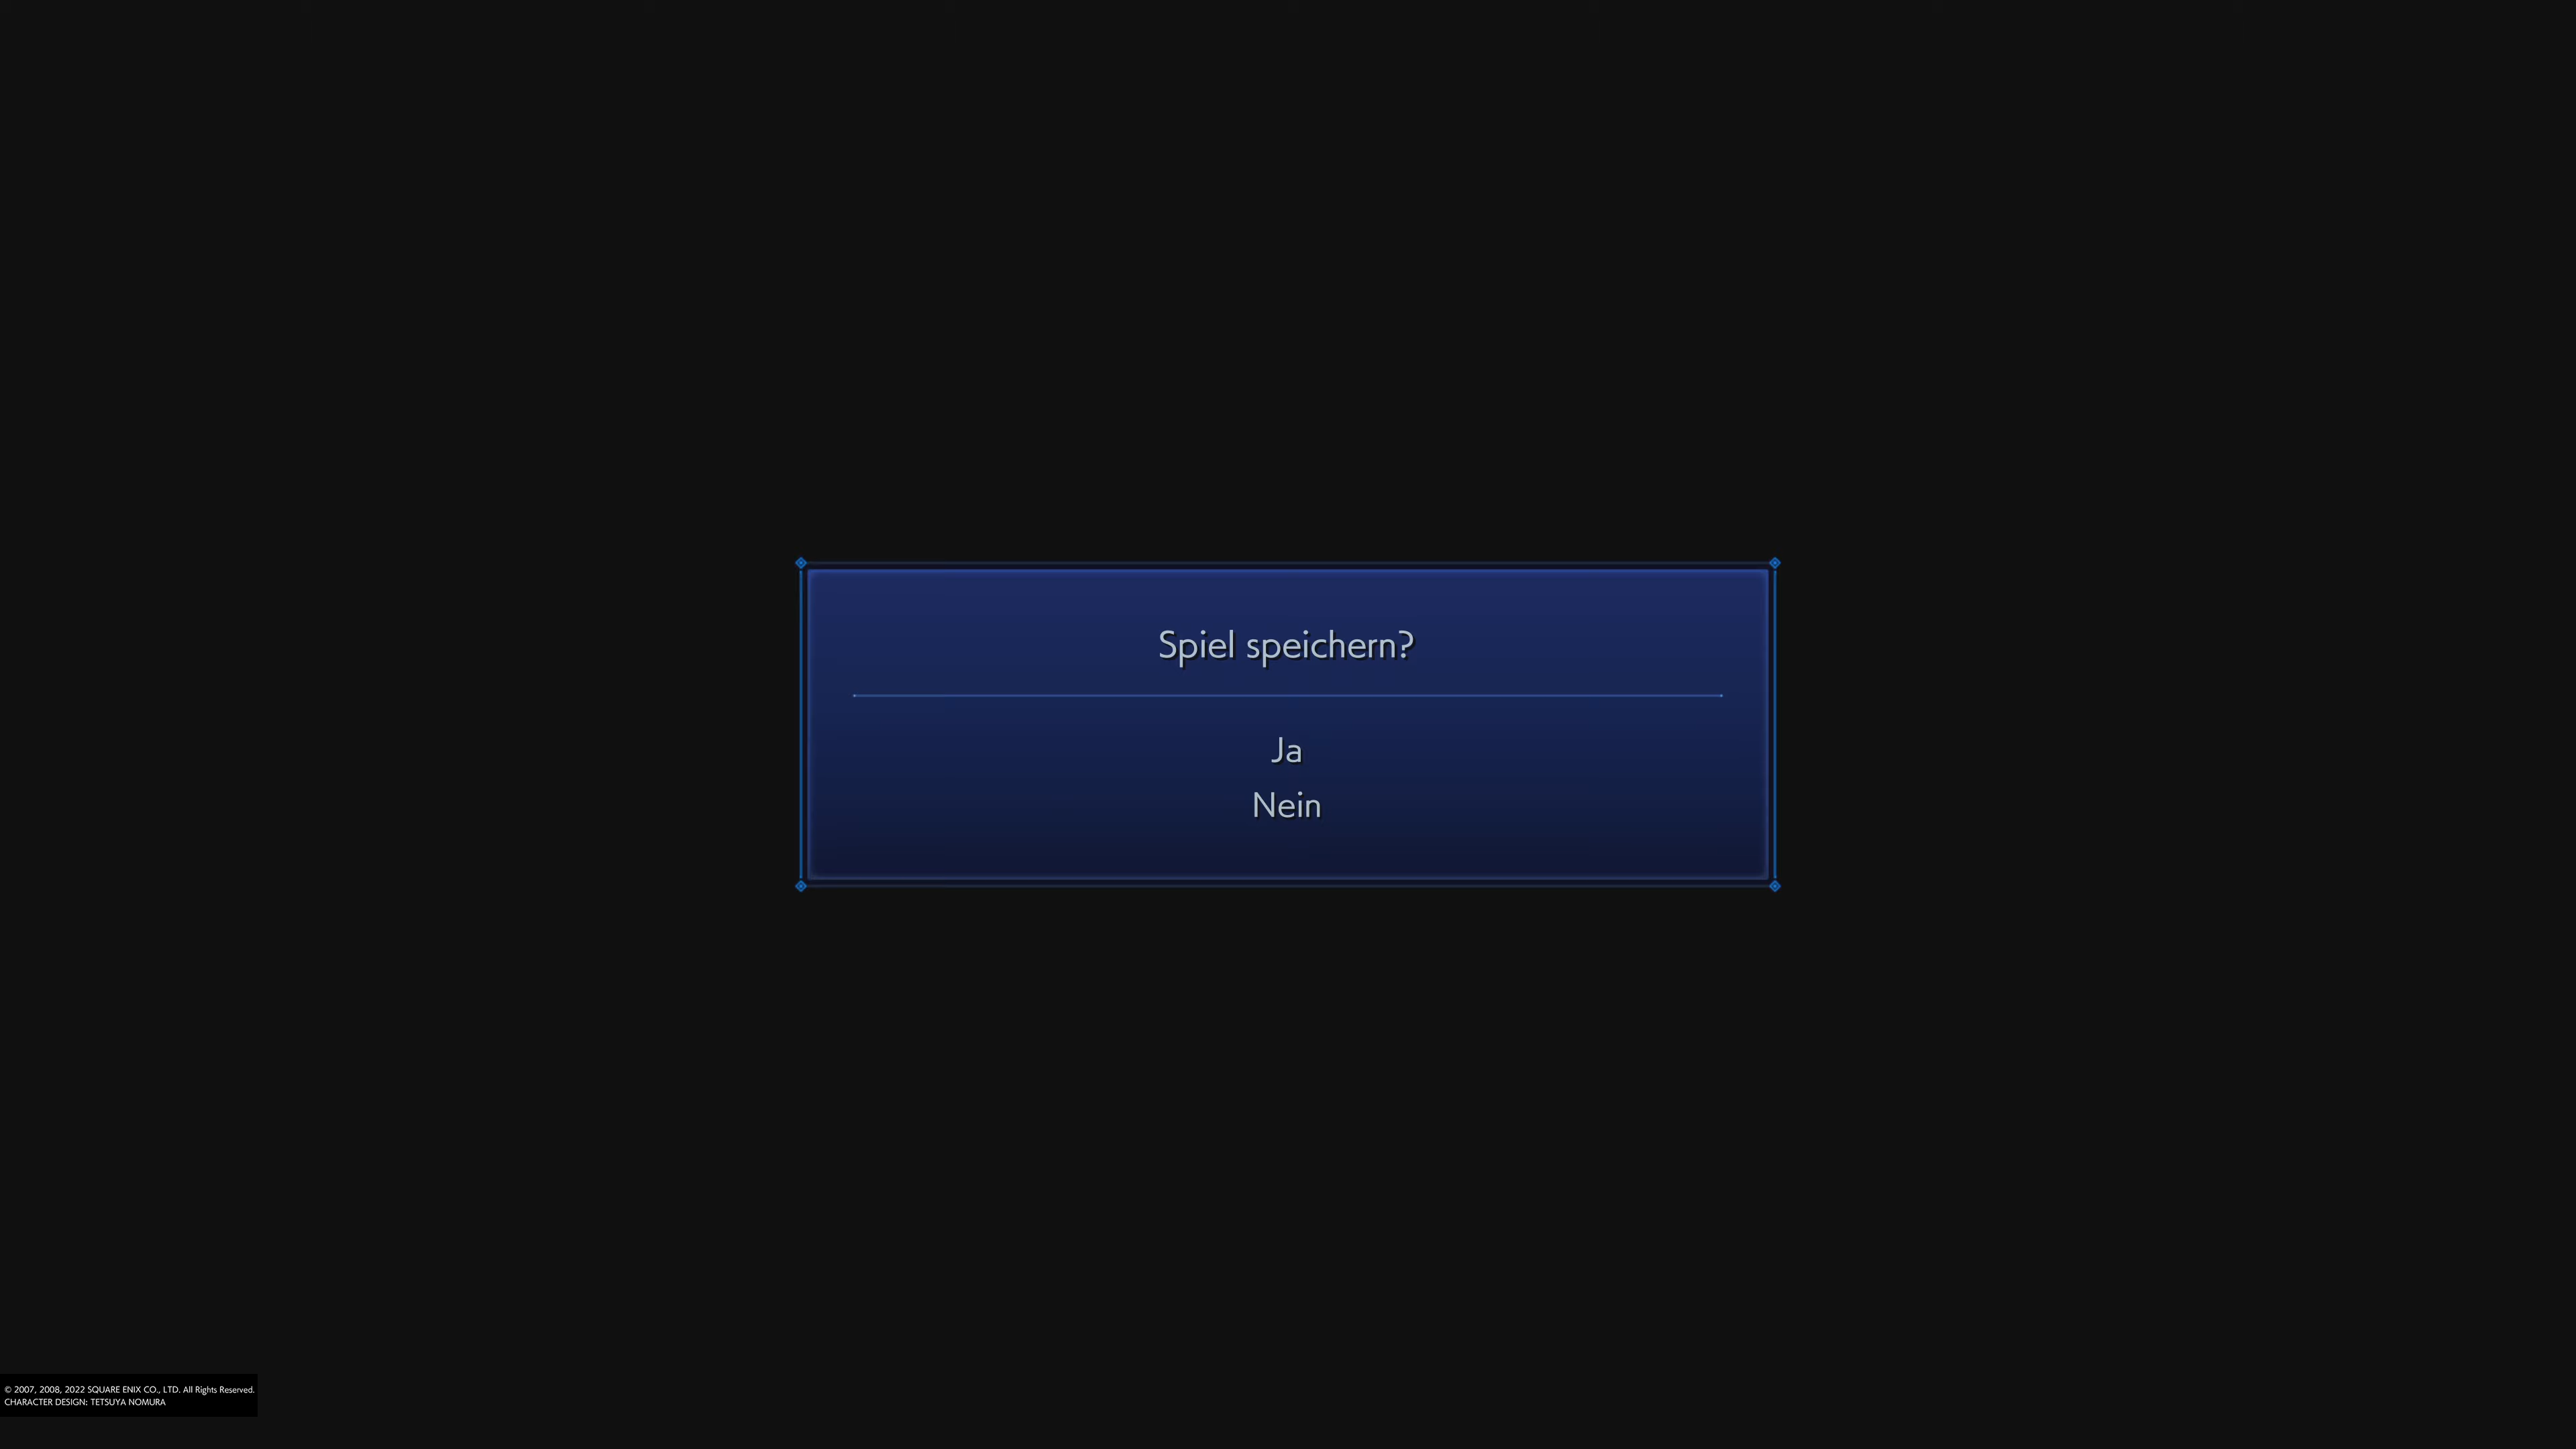 Spiel speichern?
Ja
Nein
© 2007, 2008, 2022 SQUARE ENIX CO., LTD. All Rights Reserved.
CHARACTER DESIGN: TETSUYA NOMURA